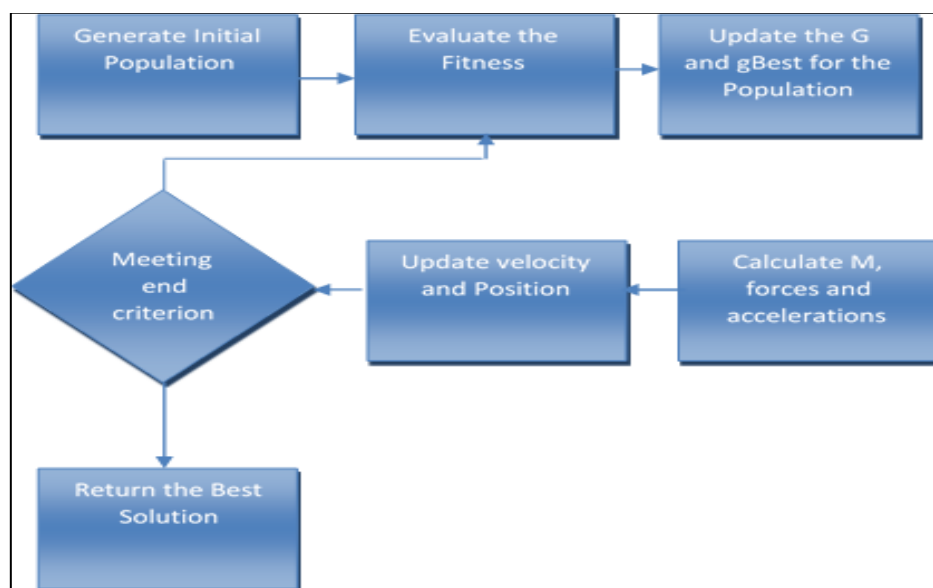 Generate Initial
Population
Evaluate the
Fitness
Update the G
and gBest for the
Population
Calculate M,
forces and
accelerations
Update velocity
and Position
Meeting
end
criterion
Return the Best
Solution